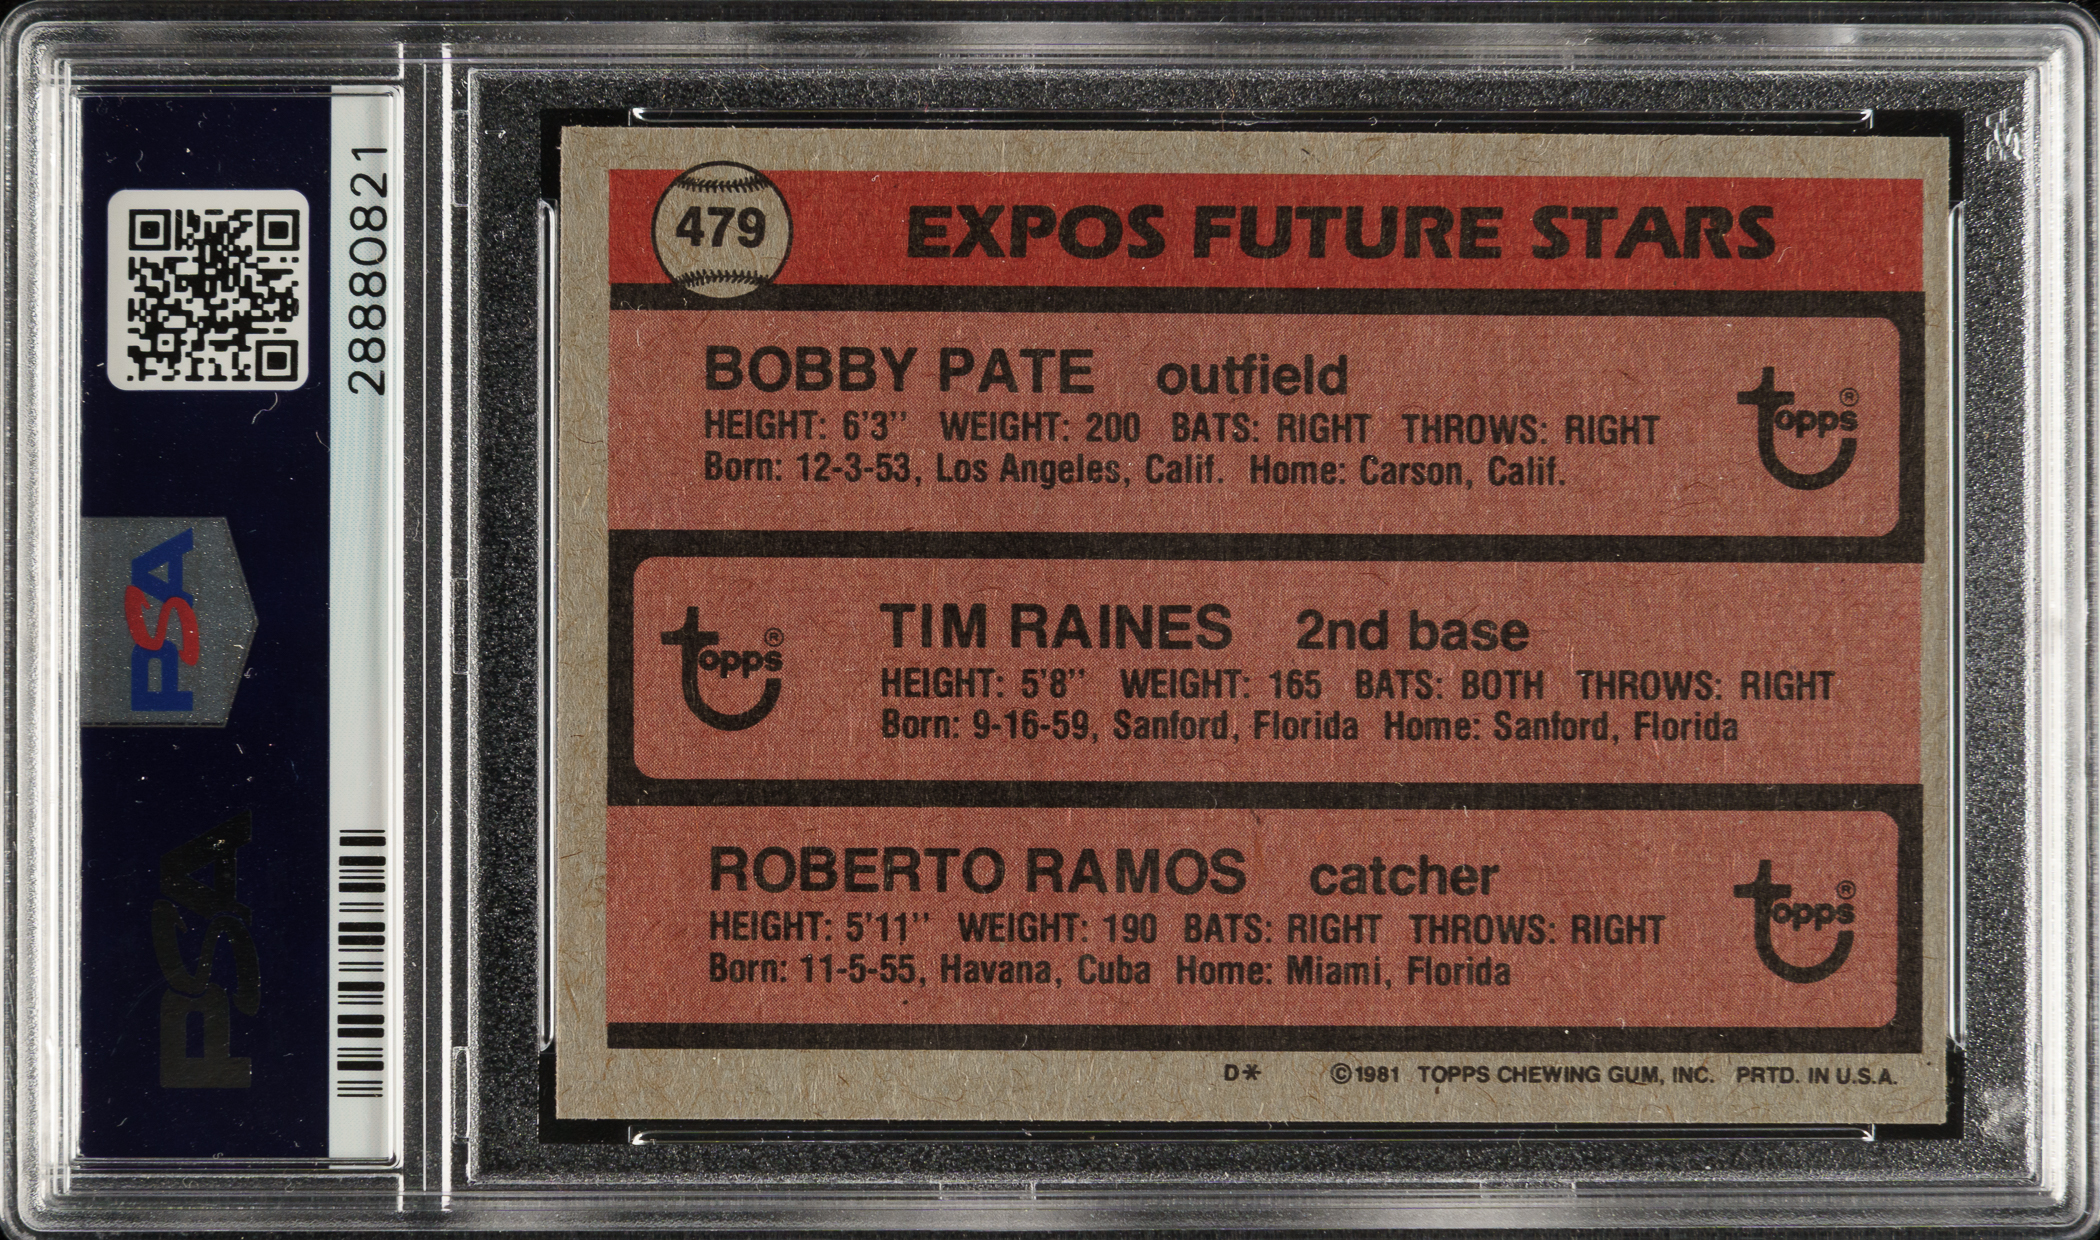 28880821
PSA
PSA
479
EXPOS FUTURE STARS
BOBBY PATE outfield
HEIGHT: 6'3" WEIGHT: 200 BATS: RIGHT THROWS: RIGHT
Born: 12-3-53, Los Angeles, Calif. Home: Carson, Calif.
topps®
TIM RAINES 2nd base
HEIGHT: 5'8" WEIGHT: 165 BATS: BOTH THROWS: RIGHT
Born: 9-16-59, Sanford, Florida Home: Sanford, Florida
topps®
ROBERTO RAMOS catcher
HEIGHT: 5'11" WEIGHT: 190 BATS: RIGHT THROWS: RIGHT
Born: 11-5-55, Havana, Cuba Home: Miami, Florida
topps®
D* ©1981 TOPPS CHEWING GUM, INC. PRTD. IN U.S.A.